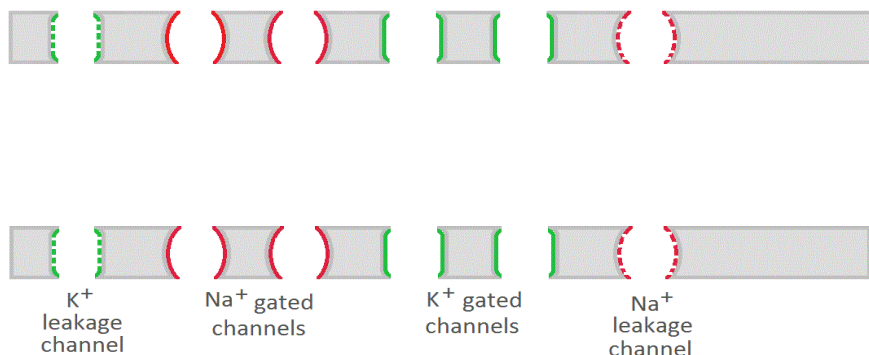 K⁺
leakage
channel
Na⁺ gated
channels
K⁺ gated
channels
Na⁺
leakage
channel